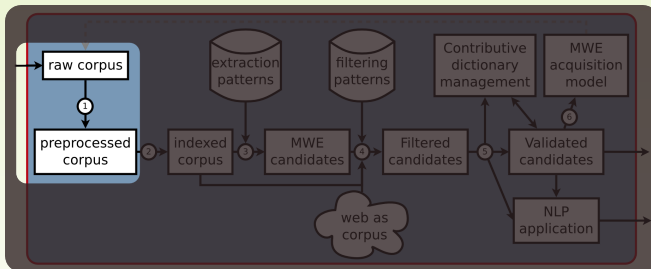 raw corpus
extraction
patterns
filtering
patterns
Contributive
dictionary
management
MWE
acquisition
model
1
6
preprocessed
corpus
2
indexed
corpus
3
MWE
candidates
4
Filtered
candidates
5
Validated
candidates
web as
corpus
NLP
application